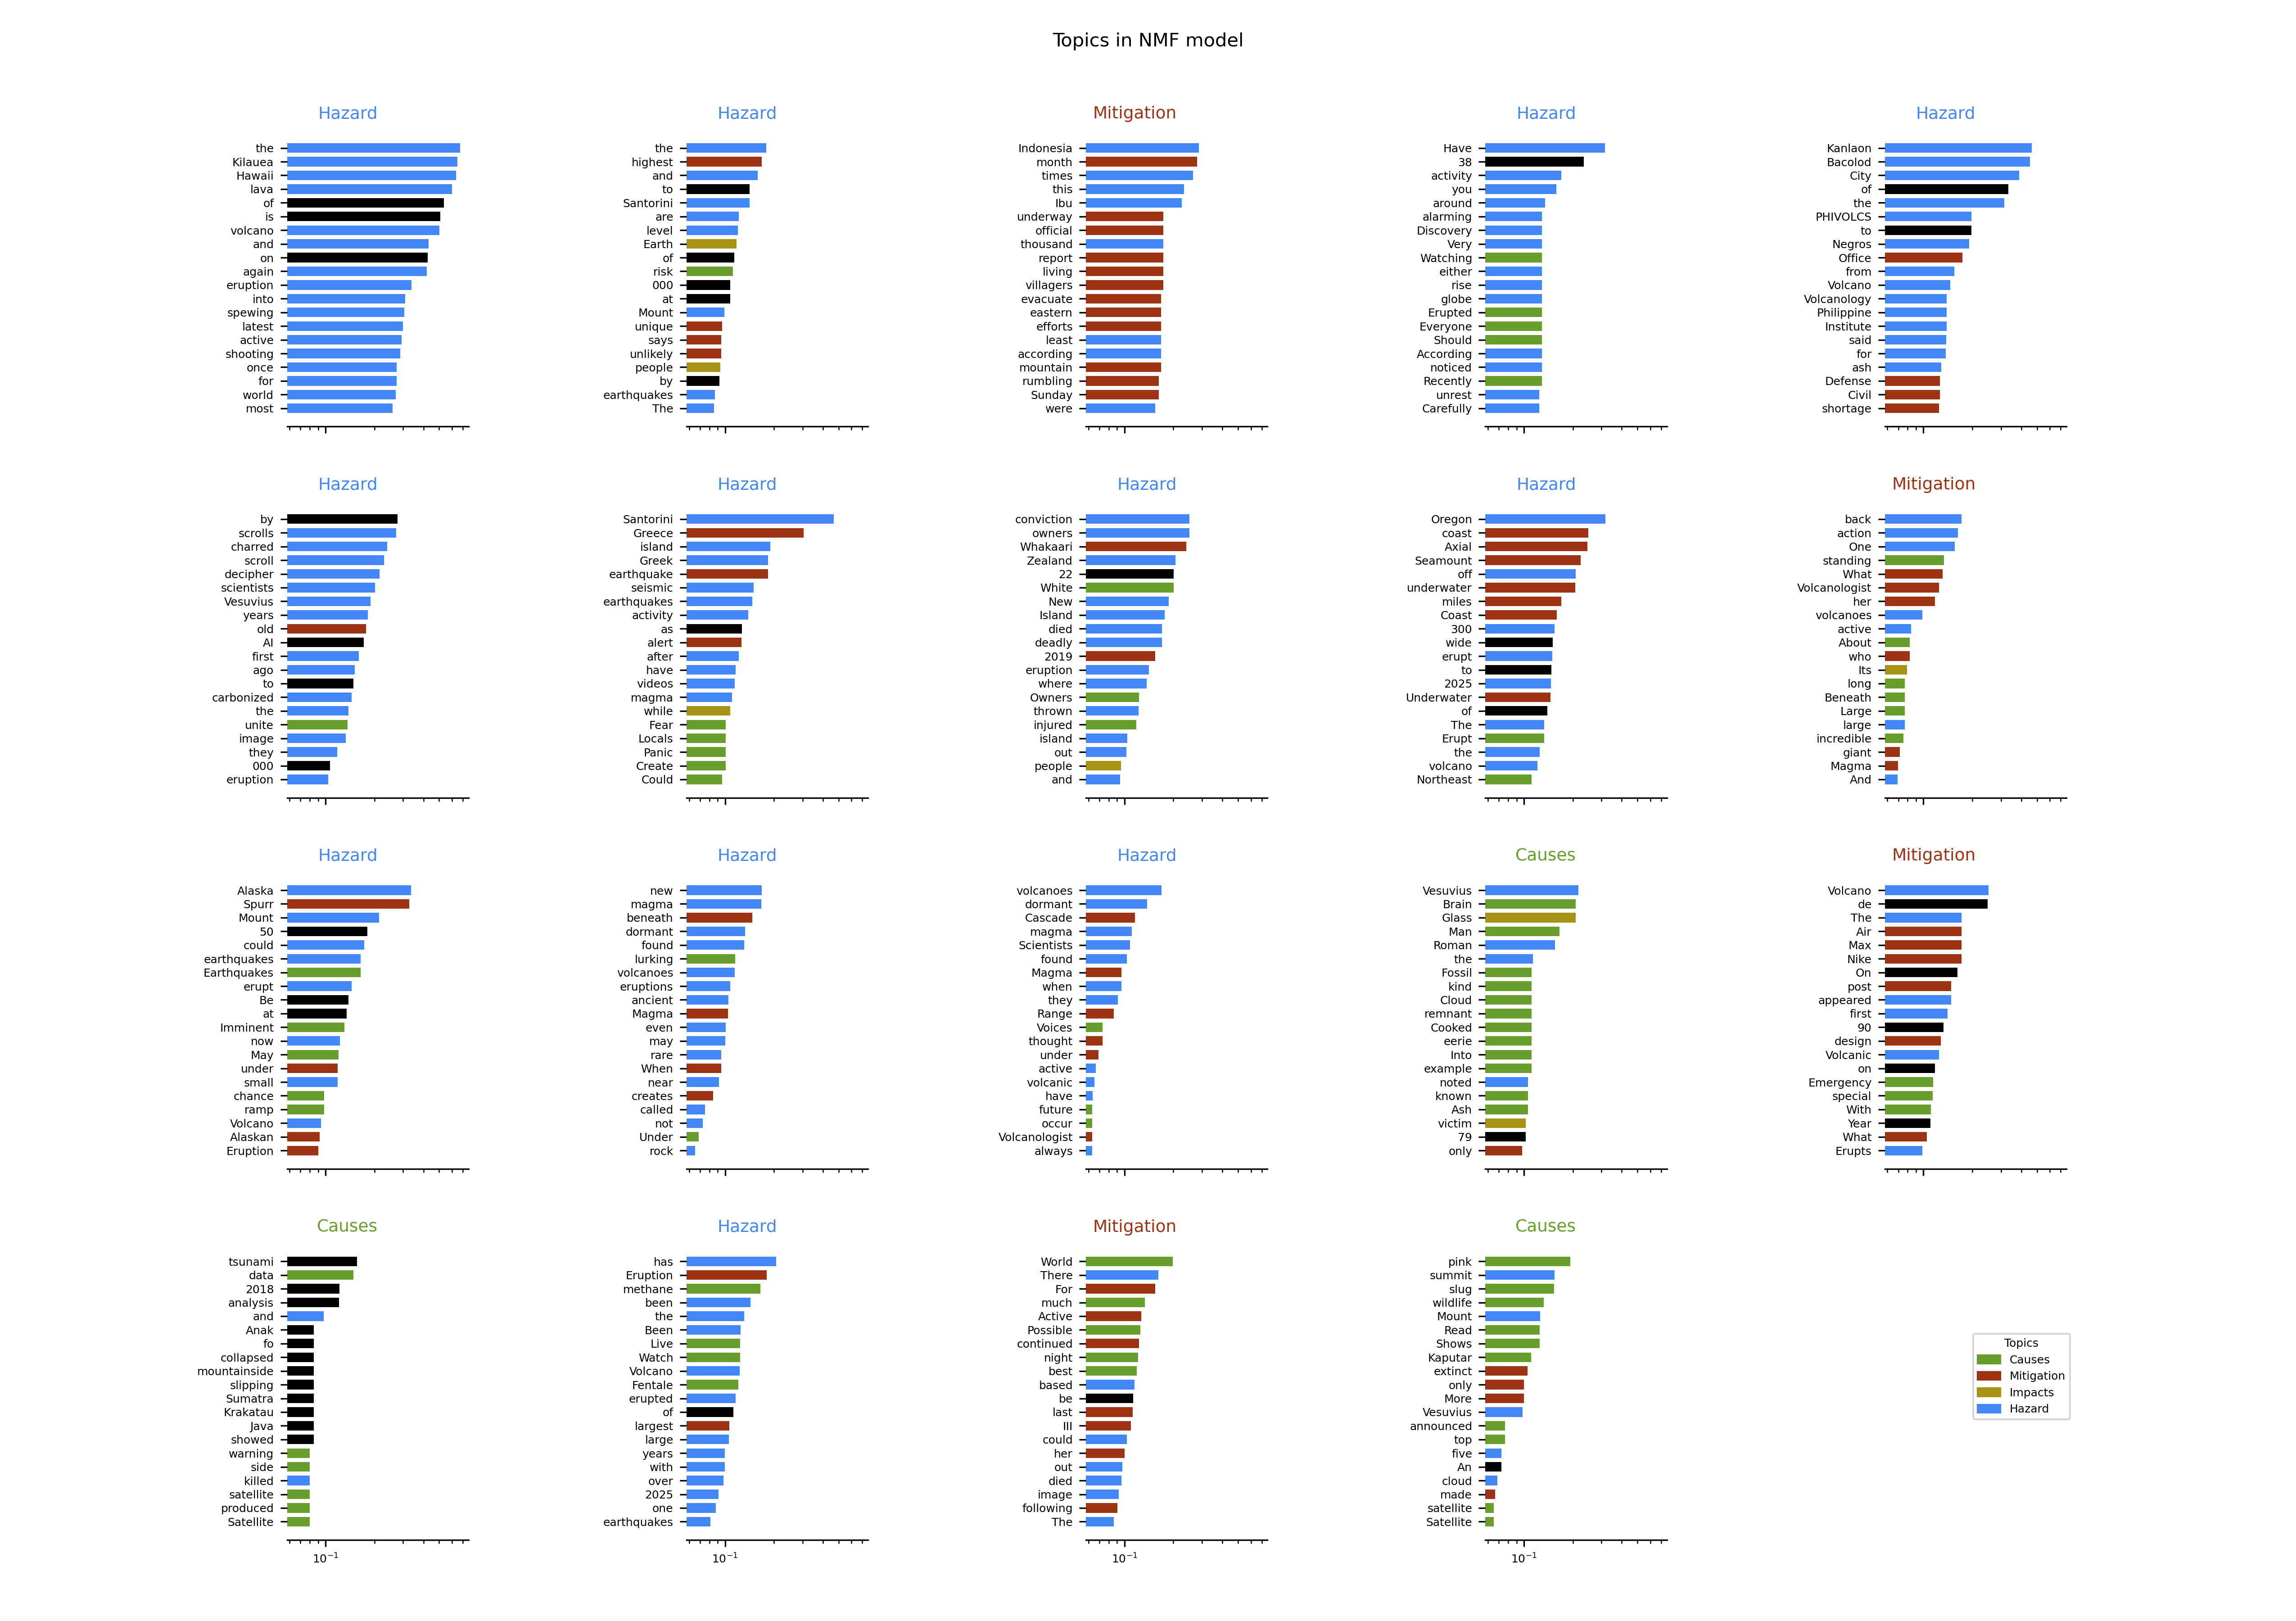 Topics in NMF model
Hazard
the
Kilauea
Hawaii
lava
of
is
volcano
and
on
again
eruption
into
spewing
latest
active
shooting
once
for
world
most
Hazard
the
highest
and
to
Santorini
are
level
Earth
of
risk
000
at
Mount
unique
says
unlikely
people
by
earthquakes
The
Mitigation
Indonesia
month
times
this
Ibu
underway
official
thousand
report
living
villagers
evacuate
eastern
efforts
least
according
mountain
rumbling
Sunday
were
Hazard
Have
38
activity
you
around
alarming
Discovery
Very
Watching
either
rise
globe
Erupted
Everyone
Should
According
noticed
Recently
unrest
Carefully
Hazard
Kanlaon
Bacolod
City
of
the
PHIVOLCS
to
Negros
Office
from
Volcano
Volcanology
Philippine
Institute
said
for
ash
Defense
Civil
shortage
Hazard
by
scrolls
charred
scroll
decipher
scientists
Vesuvius
years
old
AI
first
ago
to
carbonized
the
unite
image
they
000
eruption
Hazard
Santorini
Greece
island
Greek
earthquake
seismic
earthquakes
activity
as
alert
after
have
videos
magma
while
Fear
Locals
Panic
Create
Could
Hazard
conviction
owners
Whakaari
Zealand
22
White
New
Island
died
deadly
2019
eruption
where
Owners
thrown
injured
island
out
people
and
Hazard
Oregon
coast
Axial
Seamount
off
underwater
miles
Coast
300
wide
erupt
to
2025
Underwater
of
The
Erupt
the
volcano
Northeast
Mitigation
back
action
One
standing
What
Volcanologist
her
volcanoes
active
About
who
Its
long
Beneath
Large
large
incredible
giant
Magma
And
Hazard
Alaska
Spurr
Mount
50
could
earthquakes
Earthquakes
erupt
Be
at
Imminent
now
May
under
small
chance
ramp
Volcano
Alaskan
Eruption
Hazard
new
magma
beneath
dormant
found
lurking
volcanoes
eruptions
ancient
Magma
even
may
rare
When
near
creates
called
not
Under
rock
Hazard
volcanoes
dormant
Cascade
magma
Scientists
found
Magma
when
they
Range
Voices
thought
under
active
volcanic
have
future
occur
Volcanologist
always
Causes
Vesuvius
Brain
Glass
Man
Roman
the
Fossil
kind
Cloud
remnant
Cooked
eerie
Into
example
noted
known
Ash
victim
79
only
Mitigation
Volcano
de
The
Air
Max
Nike
On
post
appeared
first
90
design
Volcanic
on
Emergency
special
With
Year
What
Erupts
Causes
tsunami
data
2018
analysis
and
Anak
fo
collapsed
mountainside
slipping
Sumatra
Krakatau
Java
showed
warning
side
killed
satellite
produced
Satellite
10⁻¹
Hazard
has
Eruption
methane
been
the
Been
Live
Watch
Volcano
Fentale
erupted
of
largest
large
years
with
over
2025
one
earthquakes
10⁻¹
Mitigation
World
There
For
much
Active
Possible
continued
night
best
based
be
last
III
could
her
out
died
image
following
The
10⁻¹
Causes
pink
summit
slug
wildlife
Mount
Read
Shows
Kaputar
extinct
only
More
Vesuvius
announced
top
five
An
cloud
made
satellite
Satellite
10⁻¹
Topics
Causes
Mitigation
Impacts
Hazard